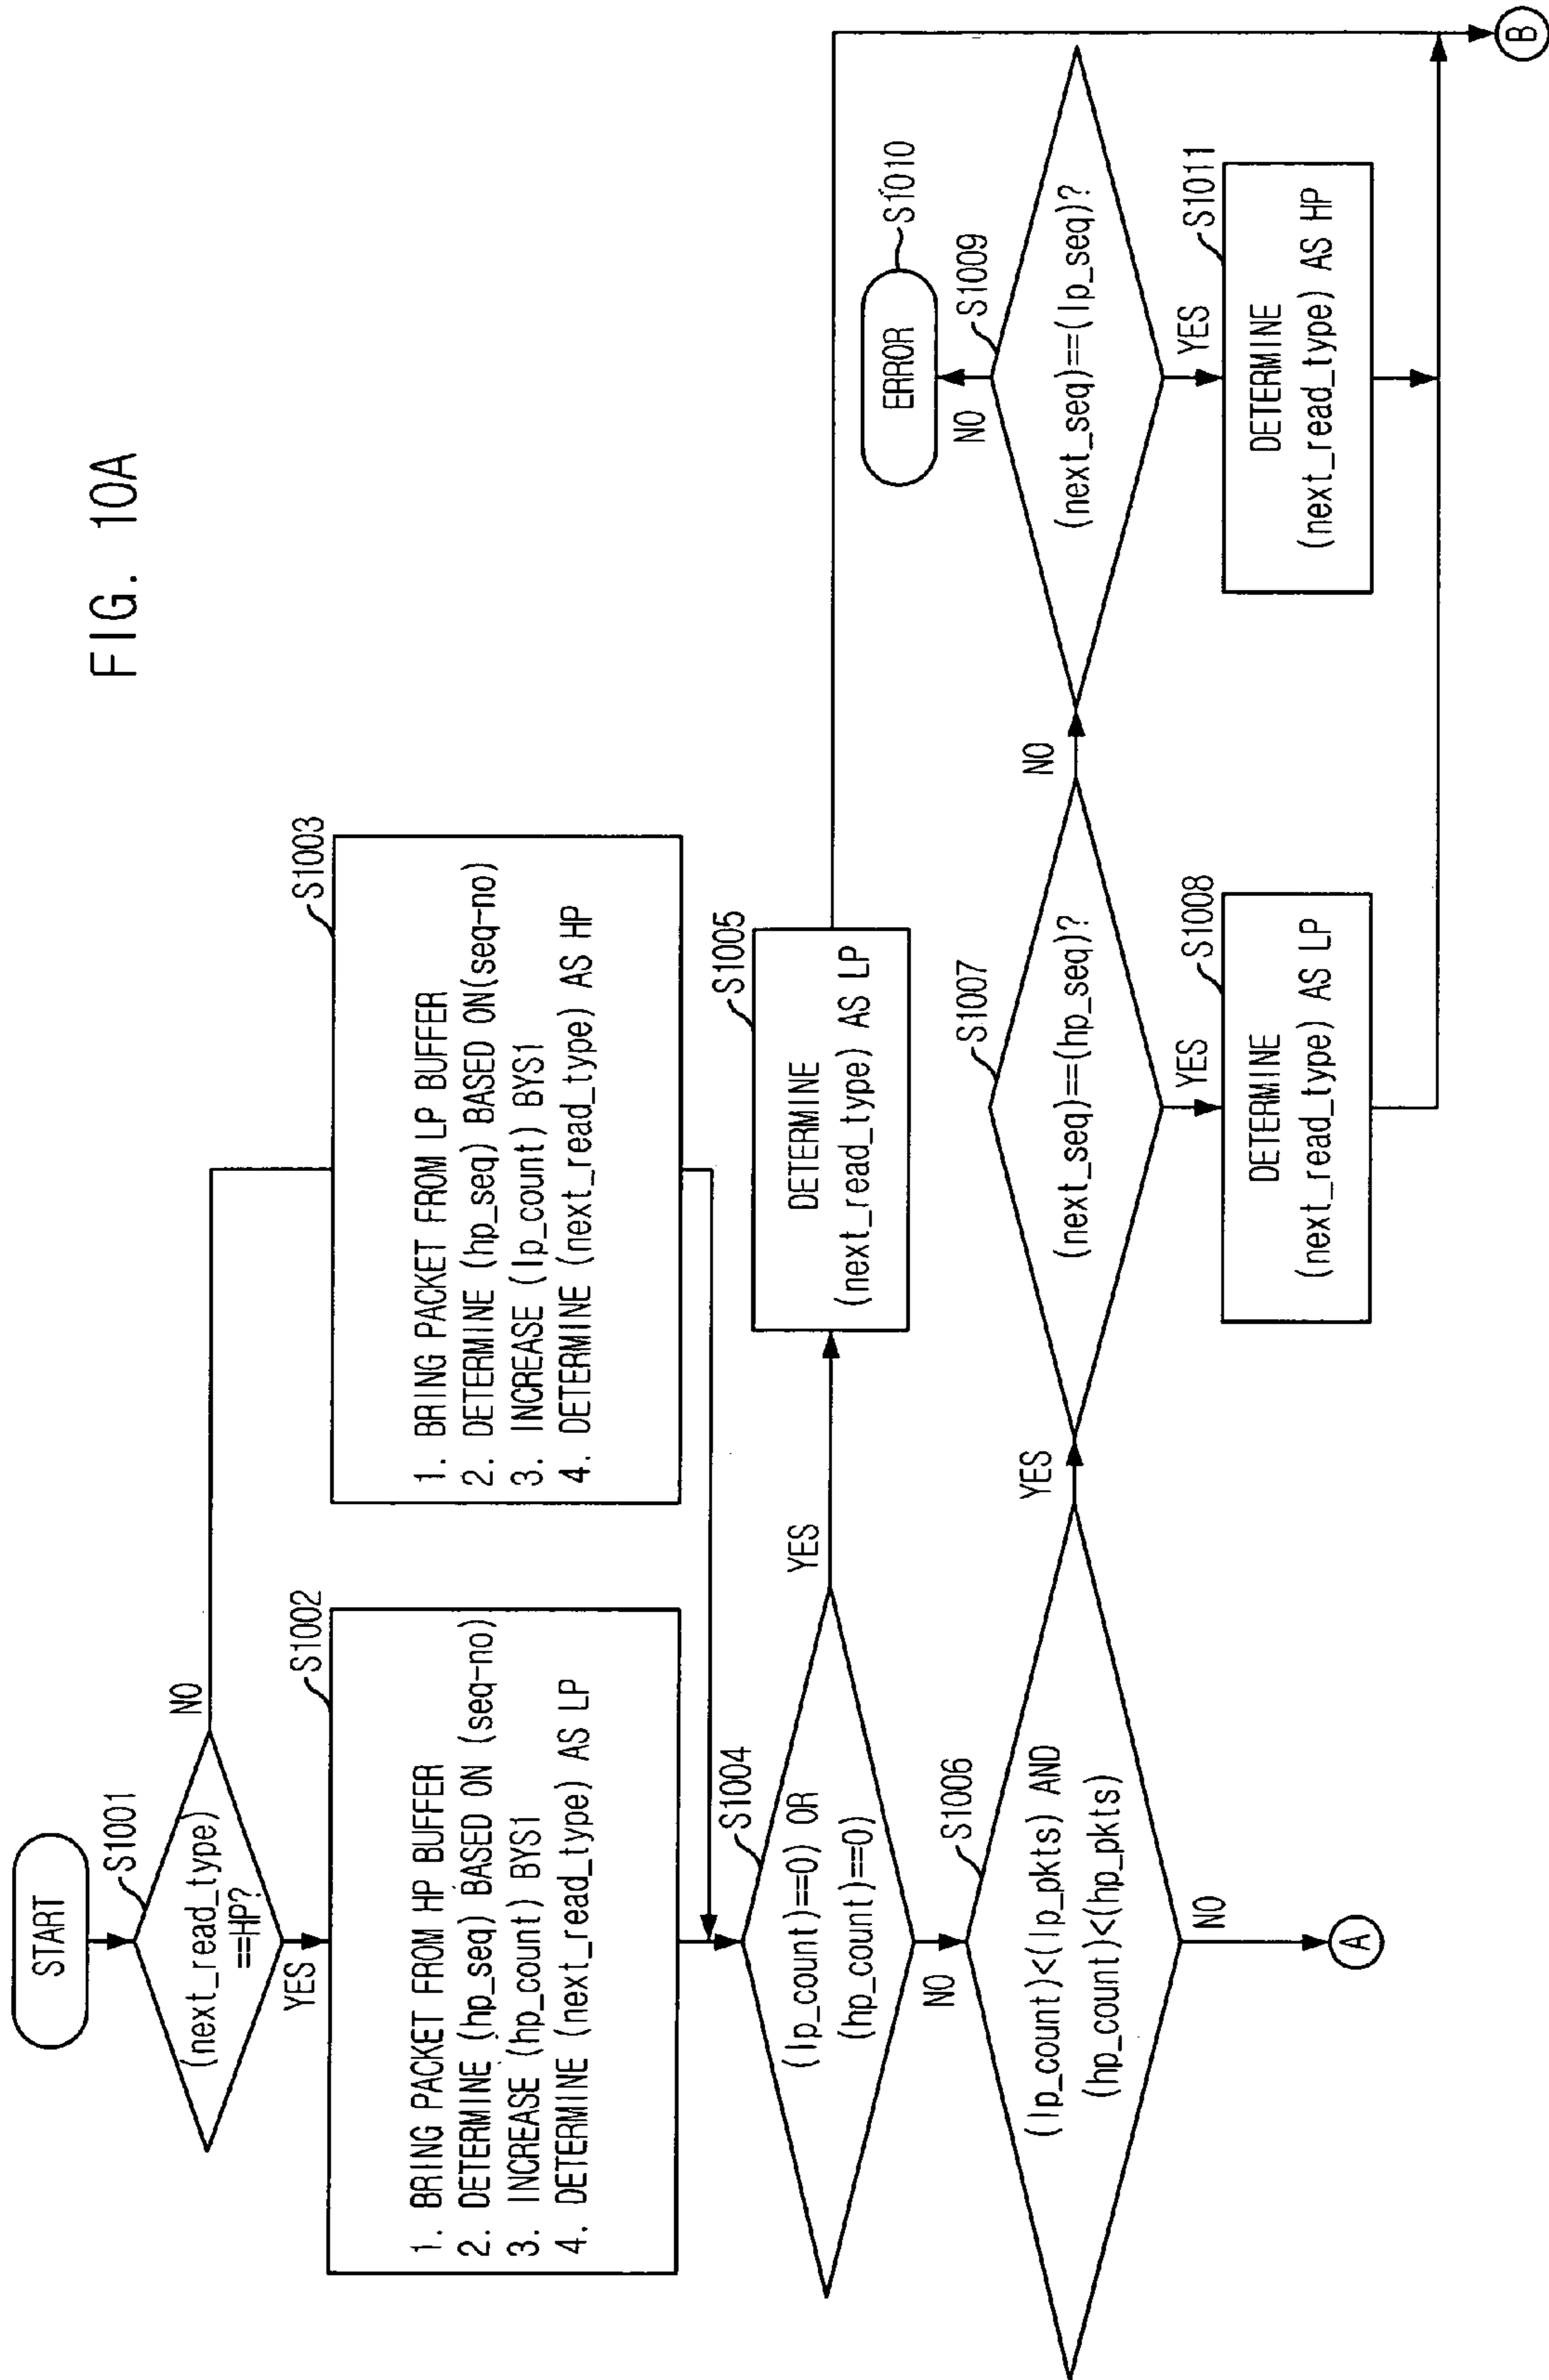 FIG. 10A
START
S1001
(next_read_type)
==HP?
NO
YES
S1002
1. BRING PACKET FROM HP BUFFER
2. DETERMINE (hp_seq) BASED ON (seq-no)
3. INCREASE (hp_count) BYS1
4. DETERMINE (next_read_type) AS LP
S1003
1. BRING PACKET FROM LP BUFFER
2. DETERMINE (hp_seq) BASED ON(seq-no)
3. INCREASE (lp_count) BYS1
4. DETERMINE (next_read_type) AS HP
S1004
(lp_count)==0) OR
(hp_count)==0)
YES
NO
S1005
DETERMINE
(next_read_type) AS LP
S1006
(lp_count)<(lp_pkts) AND
(hp_count)<(hp_pkts)
YES
NO
A
S1007
(next_seq)==(hp_seq)?
NO
YES
S1008
DETERMINE
(next_read_type) AS LP
S1009
(next_seq)==(lp_seq)?
NO
YES
ERROR
S1010
S1011
DETERMINE
(next_read_type) AS HP
B